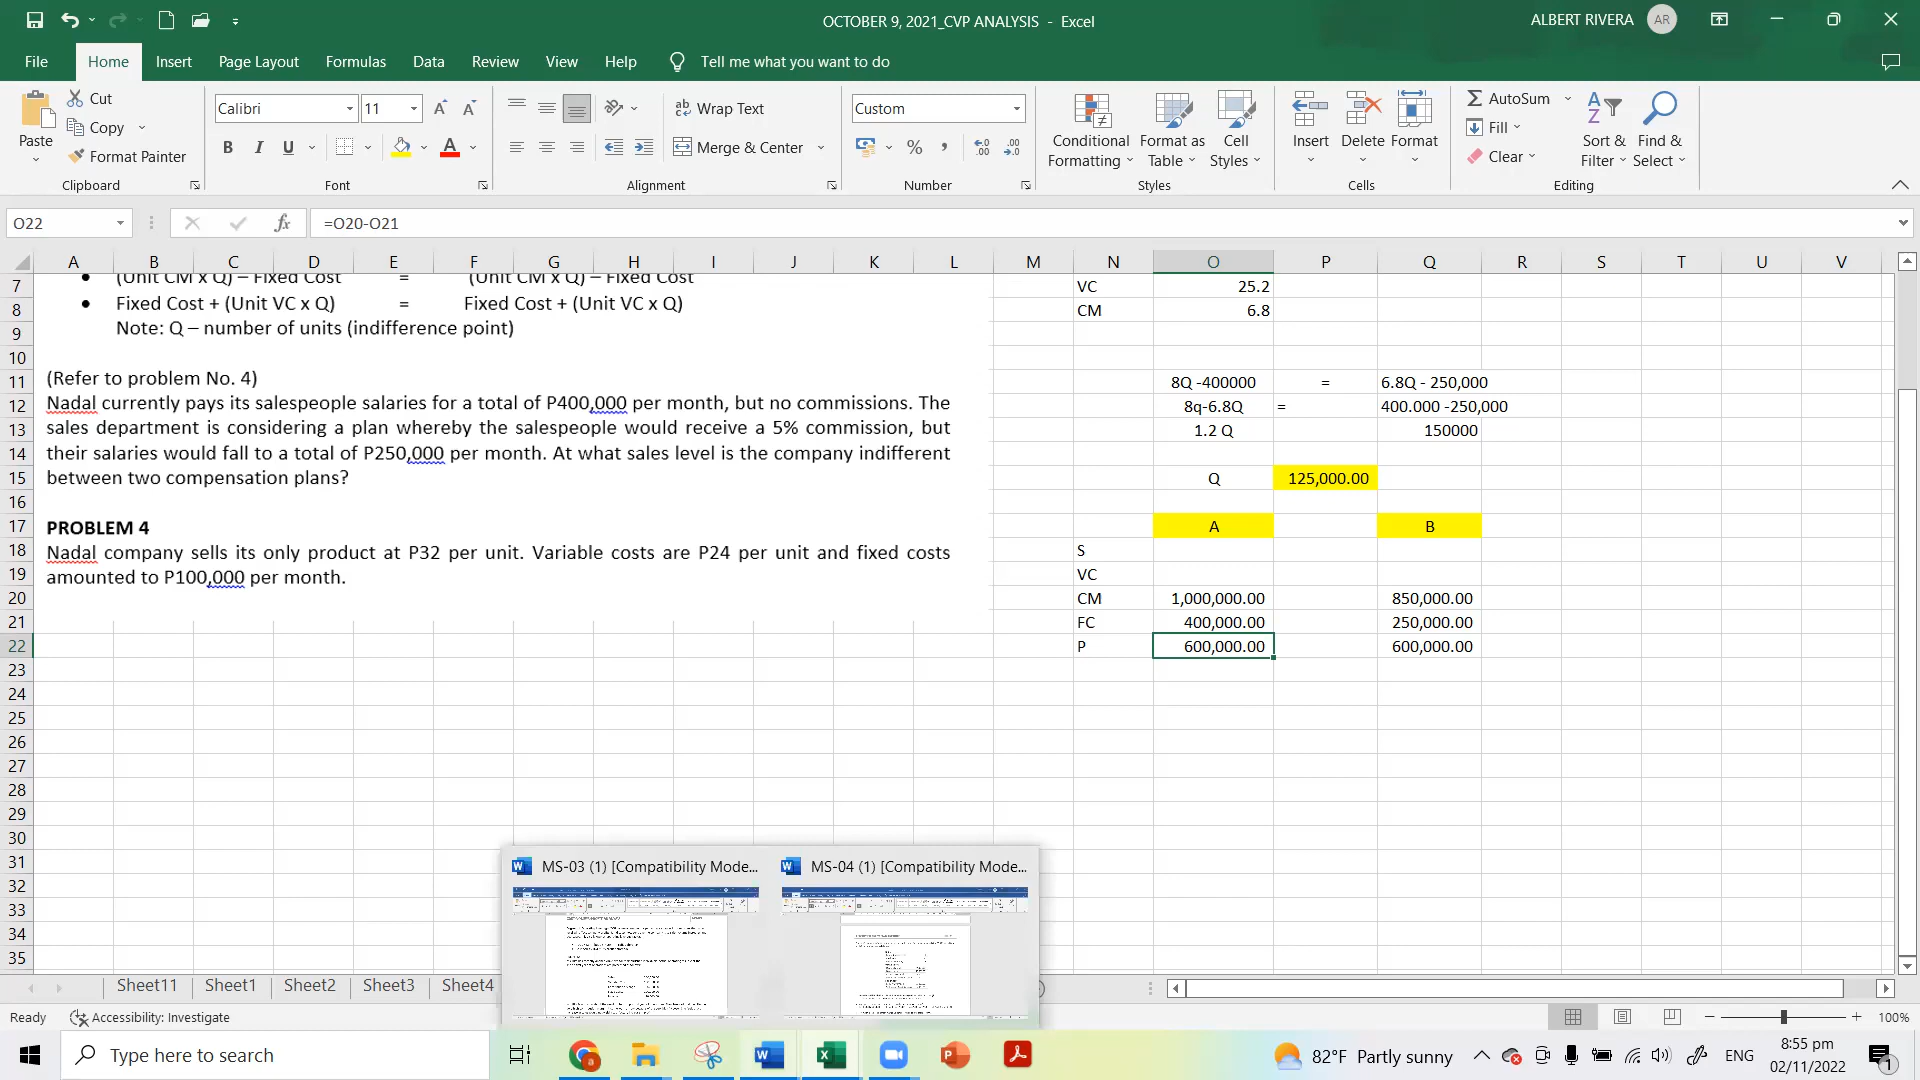 OCTOBER 9, 2021_CVP ANALYSIS - Excel
ALBERT RIVERA AR
File Home Insert Page Layout Formulas Data Review View Help Tell me what you want to do
Cut
Copy
Format Painter
Paste
Clipboard
Calibri 11
B I U
Font
Wrap Text
Merge & Center
Alignment
Custom
Number
Conditional Formatting
Format as Table
Cell Styles
Styles
Insert Delete Format
Cells
AutoSum
Fill
Clear
Sort & Filter
Find & Select
Editing
O22 fx =O20-O21
A B C D E F G H I J K L M N O P Q R S T U V
7 8 9 10 11 12 13 14 15 16 17 18 19 20 21 22 23 24 25 26 27 28 29 30 31 32 33 34 35
• (Unit CM x Q) – Fixed Cost = (Unit CM x Q) – Fixed Cost
• Fixed Cost + (Unit VC x Q) = Fixed Cost + (Unit VC x Q)
Note: Q – number of units (indifference point)
(Refer to problem No. 4)
Nadal currently pays its salespeople salaries for a total of P400,000 per month, but no commissions. The
sales department is considering a plan whereby the salespeople would receive a 5% commission, but
their salaries would fall to a total of P250,000 per month. At what sales level is the company indifferent
between two compensation plans?
PROBLEM 4
Nadal company sells its only product at P32 per unit. Variable costs are P24 per unit and fixed costs
amounted to P100,000 per month.
VC 25.2
CM 6.8
8Q -400000 = 6.8Q - 250,000
8q-6.8Q = 400.000 -250,000
1.2 Q 150000
Q 125,000.00
A B
S
VC
CM 1,000,000.00 850,000.00
FC 400,000.00 250,000.00
P 600,000.00 600,000.00
MS-03 (1) [Compatibility Mode...
MS-04 (1) [Compatibility Mode...
Sheet11 Sheet1 Sheet2 Sheet3 Sheet4
Ready Accessibility: Investigate
100%
Type here to search
82°F Partly sunny
ENG
8:55 pm
02/11/2022
1